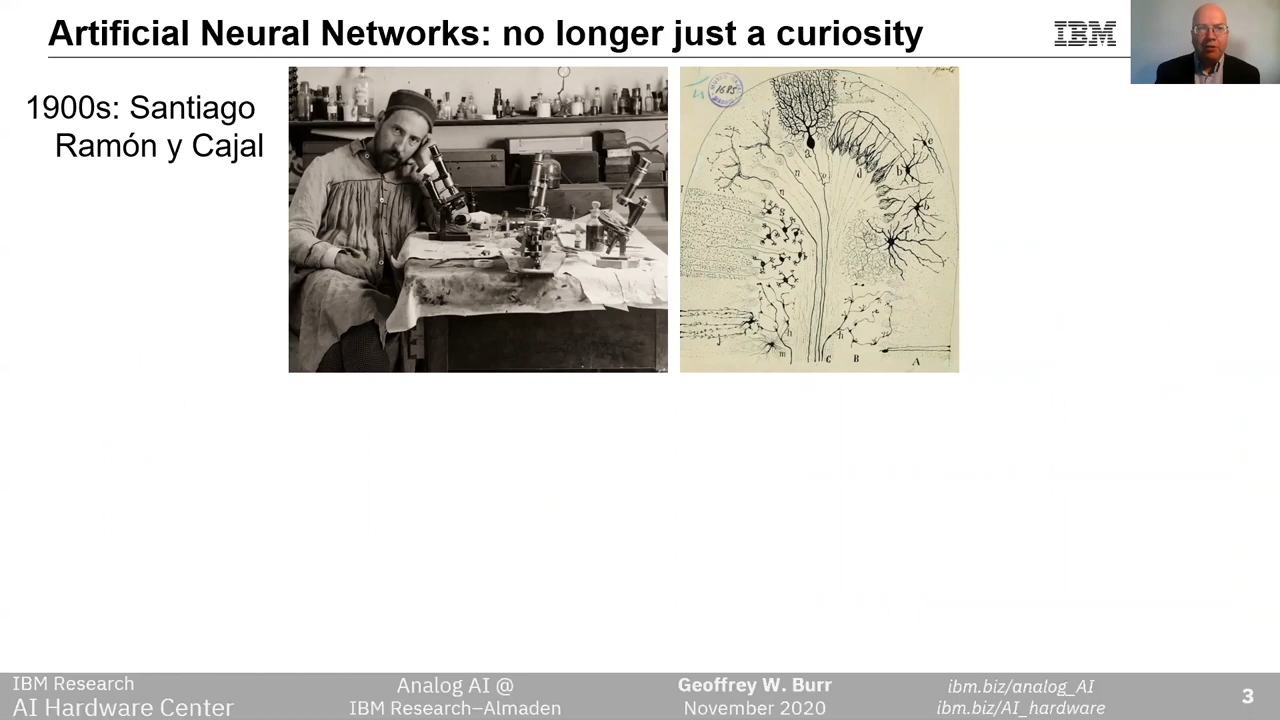 Artificial Neural Networks: no longer just a curiosity
IBM
1900s: Santiago
Ramón y Cajal
a
n
n
d
e
b
b
h
h
m
C
B
A
IBM Research
AI Hardware Center
Analog AI @
IBM Research–Almaden
Geoffrey W. Burr
November 2020
ibm.biz/analog_AI
ibm.biz/AI_hardware
3